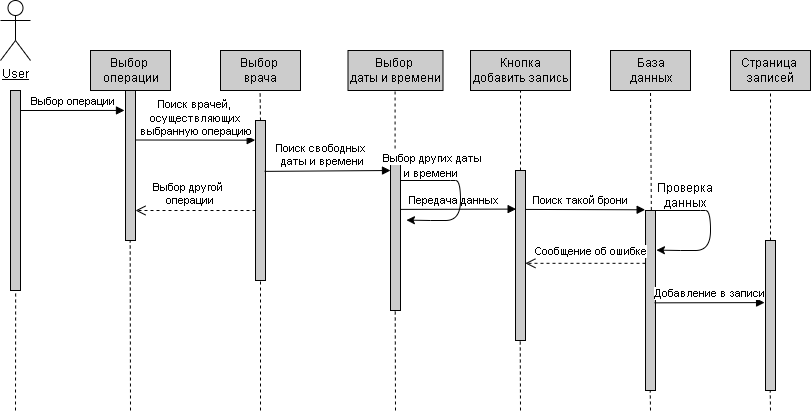 User
Выбор
операции
Выбор
врача
Выбор
даты и времени
Кнопка
добавить запись
База
данных
Страница
записей
Выбор операции
Поиск врачей,
осуществляющих
выбранную операцию
Поиск свободных
даты и времени
Выбор других даты
и времени
Выбор другой
операции
Передача данных
Поиск такой брони
Проверка
данных
Сообщение об ошибке
Добавление в записи